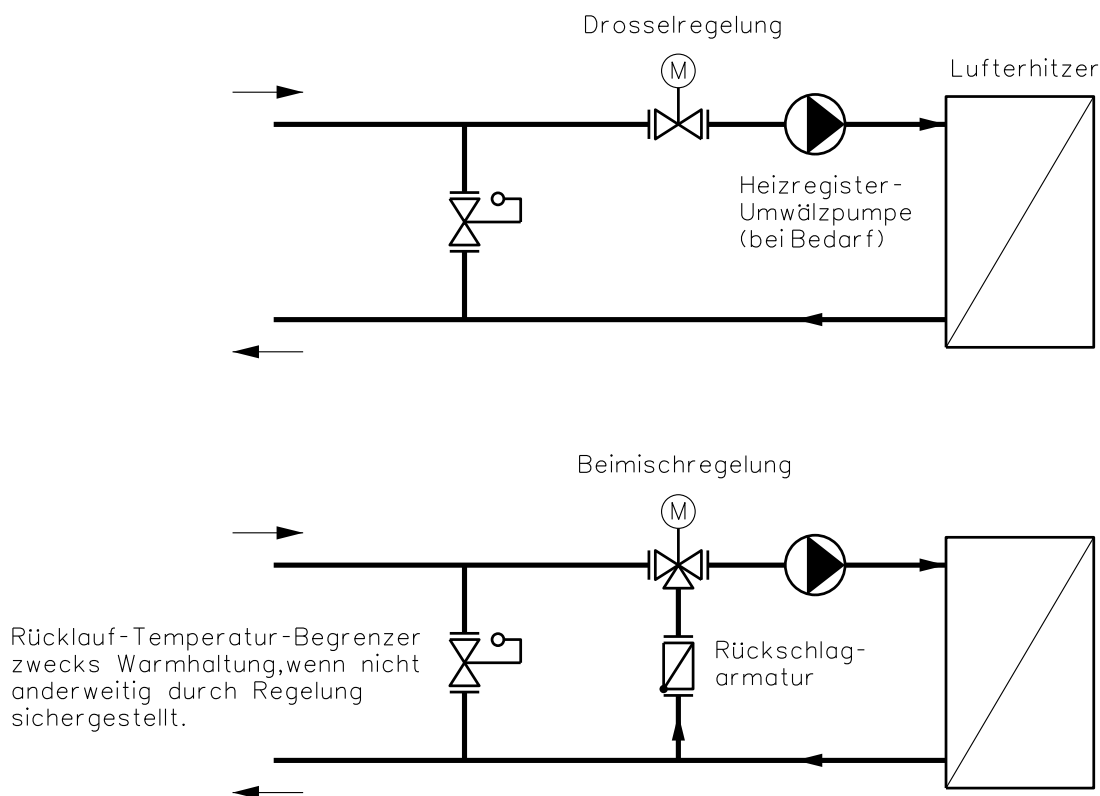 Drosselregelung
M
Lufterhitzer
Heizregister-
Umwälzpumpe
(bei Bedarf)
Beimischregelung
M
Rücklauf-Temperatur-Begrenzer
zwecks Warmhaltung,wenn nicht
anderweitig durch Regelung
sichergestellt.
Rückschlag-
armatur